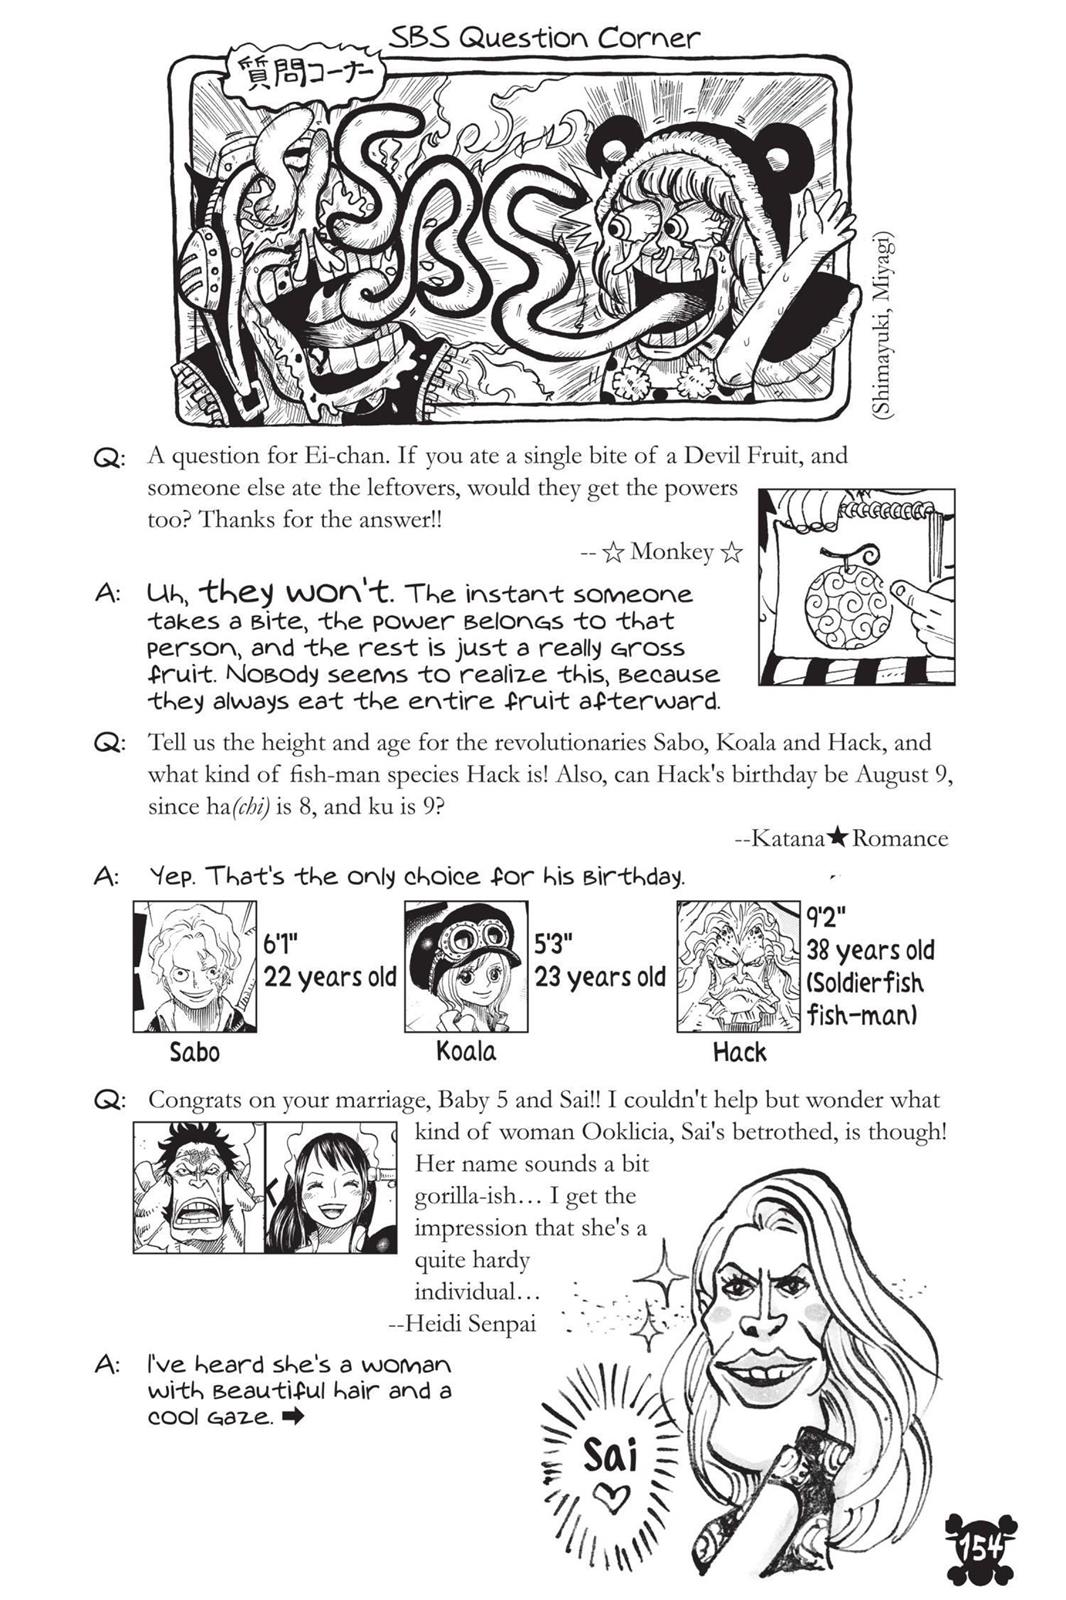 SBS Question Corner
質問コーナー
SBS
(Shimayuki, Miyagi)
Q: A question for Ei-chan. If you ate a single bite of a Devil Fruit, and
someone else ate the leftovers, would they get the powers
too? Thanks for the answer!!
-- ☆ Monkey ☆
A: Uh, they won't. The instant someone
takes a bite, the power belongs to that
person, and the rest is just a really gross
fruit. Nobody seems to realize this, because
they always eat the entire fruit afterward.
Q: Tell us the height and age for the revolutionaries Sabo, Koala and Hack, and
what kind of fish-man species Hack is! Also, can Hack's birthday be August 9,
since ha(chi) is 8, and ku is 9?
--Katana★Romance
A: Yep. That's the only choice for his birthday.
6'1"
22 years old
Sabo
5'3"
23 years old
Koala
9'2"
38 years old
(Soldierfish
fish-man)
Hack
Q: Congrats on your marriage, Baby 5 and Sai!! I couldn't help but wonder what
kind of woman Ooklicia, Sai's betrothed, is though!
Her name sounds a bit
gorilla-ish... I get the
impression that she's a
quite hardy
individual...
--Heidi Senpai
A: I've heard she's a woman
with beautiful hair and a
cool gaze. ➡
Sai
♡
154